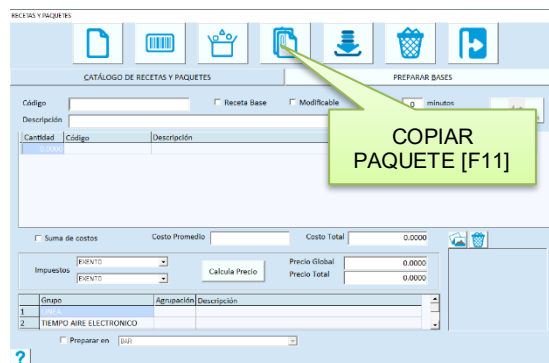 RECETAS Y PAQUETES
CATÁLOGO DE RECETAS Y PAQUETES
PREPARAR BASES
Código
Receta Base
Modificable
0 minutos
Descripción
COPIAR
PAQUETE [F11]
Cantidad Código Descripción
0.0000
Suma de costos
Costo Promedio
Costo Total
0.0000
Impuestos
EXENTO
EXENTO
Calcula Precio
Precio Global
0.0000
Precio Total
0.0000
Grupo Agrupación Descripción
1 LINEA
2 TIEMPO AIRE ELECTRONICO
Preparar en
BAR
?